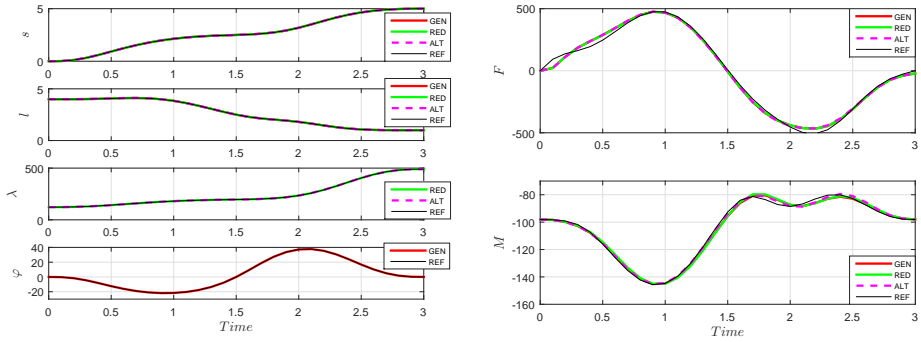 5
s
0
0 0.5 1 1.5 2 2.5 3
GEN
RED
ALT
REF
5
l
0
0 0.5 1 1.5 2 2.5 3
GEN
RED
ALT
REF
500
λ
0
0 0.5 1 1.5 2 2.5 3
RED
ALT
REF
40
20
0
-20
φ
0 0.5 1 1.5 2 2.5 3
GEN
REF
Time
500
F
0
-500
0 0.5 1 1.5 2 2.5 3
GEN
RED
ALT
REF
-80
-100
-120
M
-140
-160
0 0.5 1 1.5 2 2.5 3
GEN
RED
ALT
REF
Time